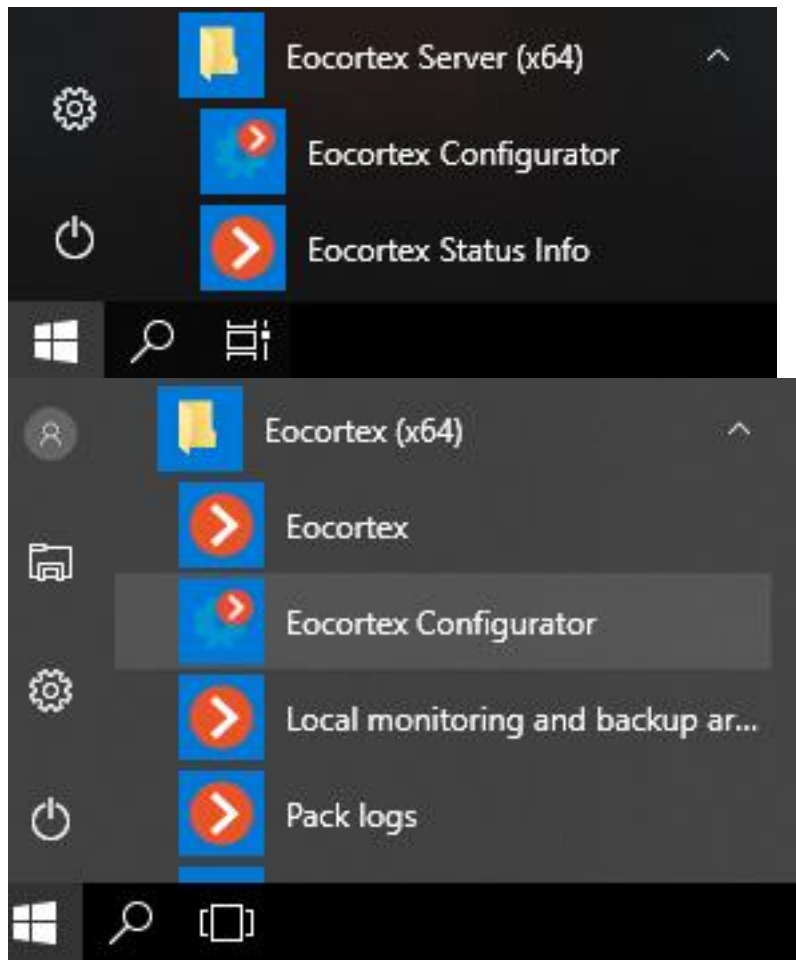 Eocortex Server (x64)
Eocortex Configurator
Eocortex Status Info
Eocortex (x64)
Eocortex
Eocortex Configurator
Local monitoring and backup ar...
Pack logs